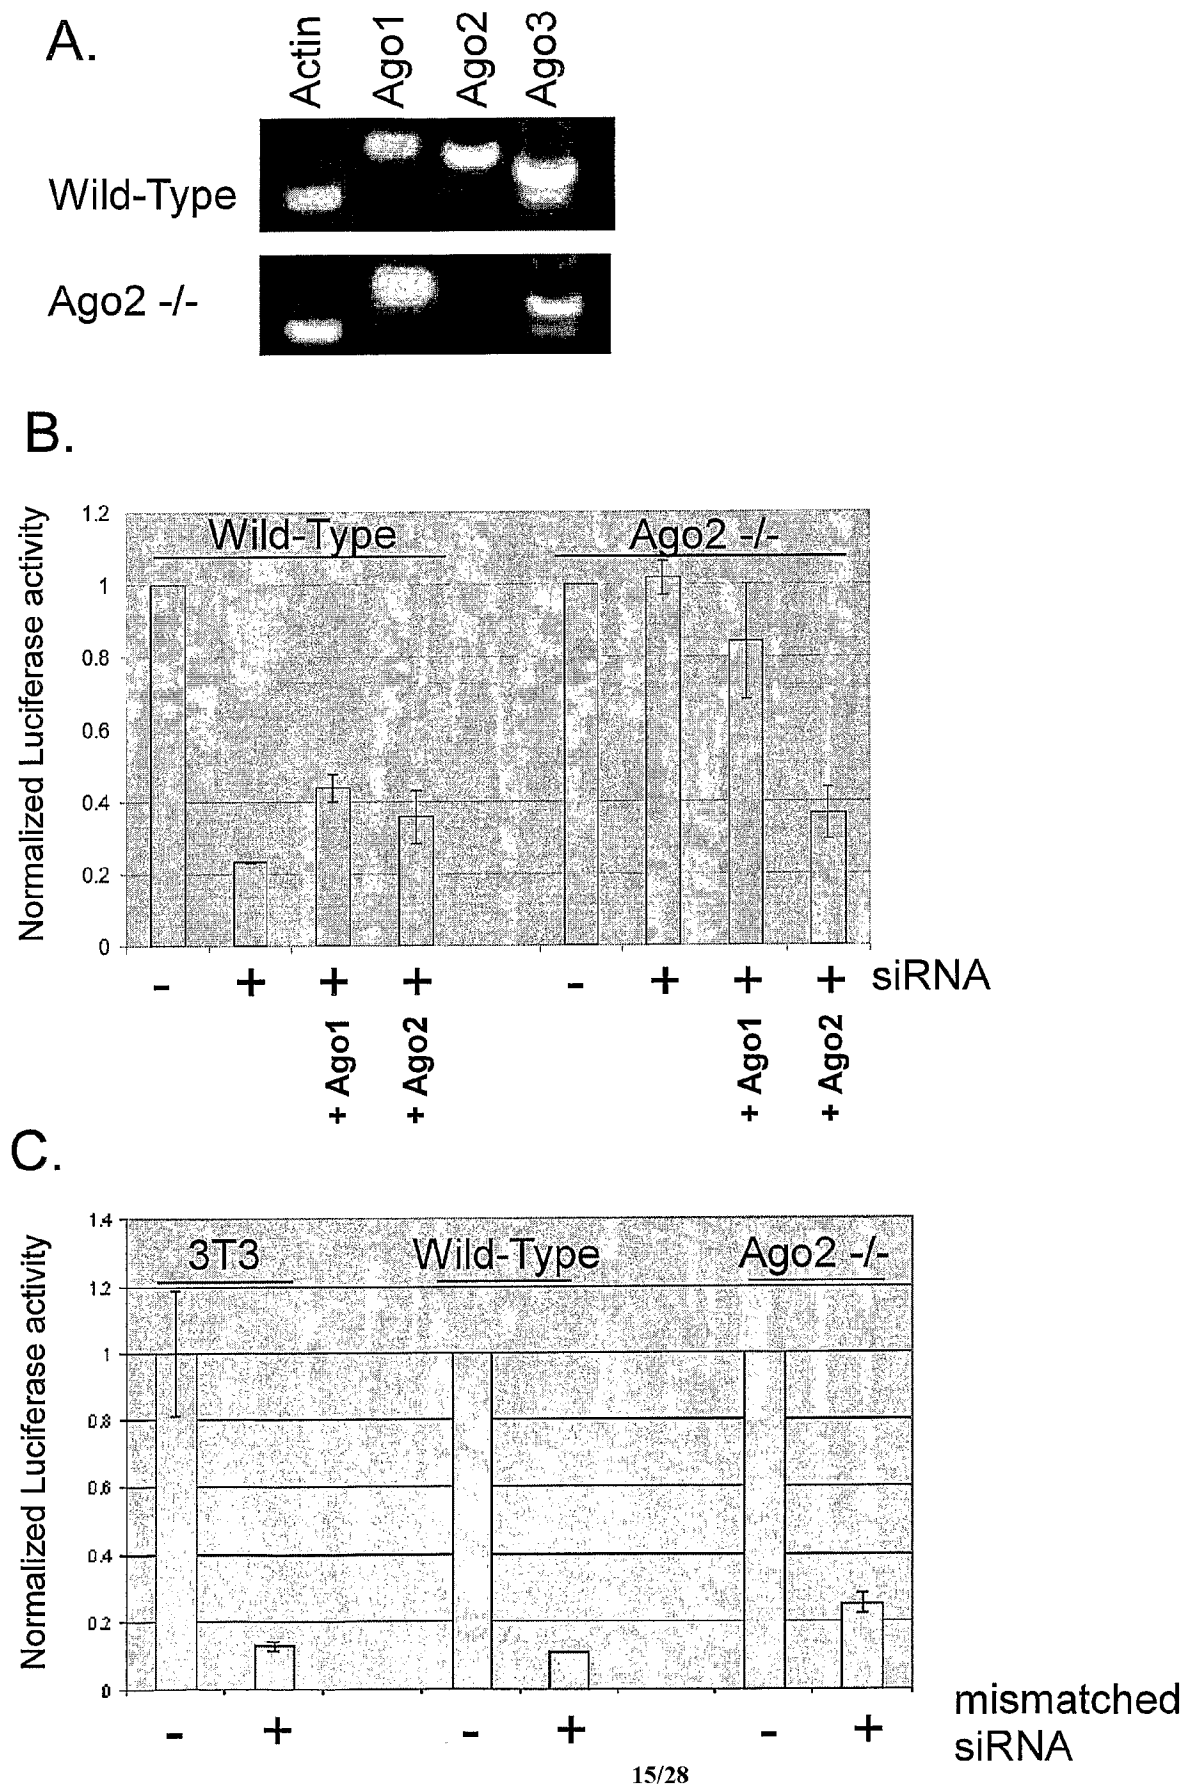 A.
Actin Ago1 Ago2 Ago3
Wild-Type
Ago2 -/-
B.
Normalized Luciferase activity
1.2
1
0.8
0.6
0.4
0.2
0
Wild-Type Ago2 -/-
- + + + - + + + siRNA
+ Ago1 + Ago2 + Ago1 + Ago2
C.
Normalized Luciferase activity
1.4
1.2
1
0.8
0.6
0.4
0.2
0
3T3 Wild-Type Ago2 -/-
- + - + - +
mismatched
siRNA
15/28